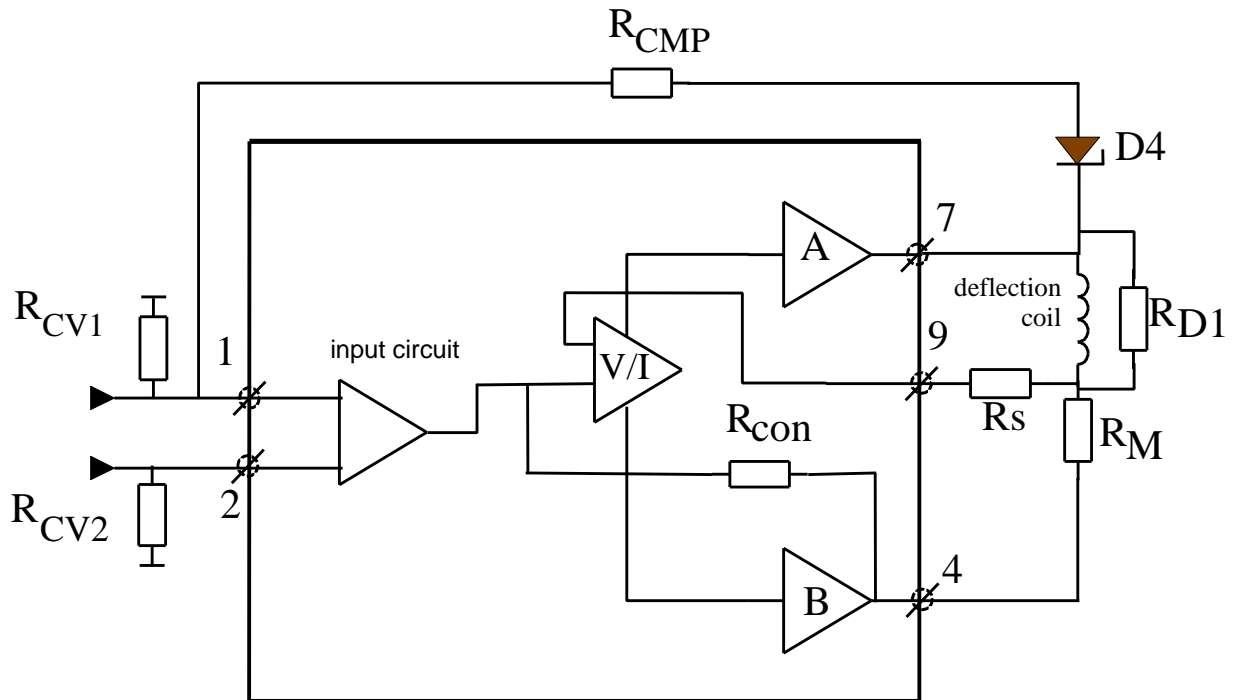 RCMP
D4
7
A
deflection
coil
RD1
RCV1
1
input circuit
9
V/I
Rs
Rcon
RM
2
RCV2
4
B